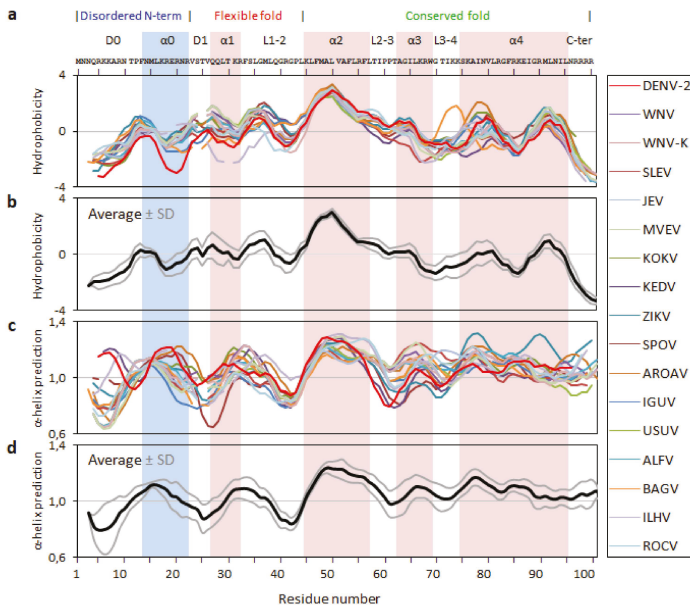 a
Disordered N-term | Flexible fold | Conserved fold |
D0 α0 D1 α1 L1-2 α2 L2-3 α3 L3-4 α4 C-ter
MNNQRKKARNTPFNMLKRERNRVSTVQQLTKRFSLGMLQGRGPLKLFMALVAFLRFLTIPPTAGILKRWGTIKKSKAINVLRGFRKEIGRMLNILNRRRR
4
0
-4
Hydrophobicity
b
Average ± SD
4
0
-4
Hydrophobicity
c
1,4
1,0
0,6
α-helix prediction
d
Average ± SD
1,4
1,0
0,6
α-helix prediction
10 20 30 40 50 60 70 80 90 100
Residue number
DENV-2
WNV
WNV-K
SLEV
JEV
MVEV
KOKV
KEDV
ZIKV
SPOV
AROAV
IGUV
USUV
ALFV
BAGV
ILHV
ROCV